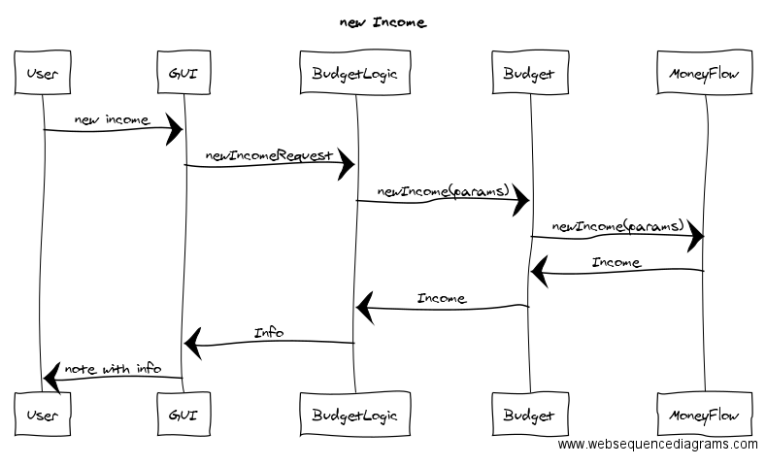 new Income
User GUI BudgetLogic Budget MoneyFlow
new income
newIncomeRequest
newIncome(params)
newIncome(params)
Income
Income
Info
note with info
User GUI BudgetLogic Budget MoneyFlow
www.websequencediagrams.com